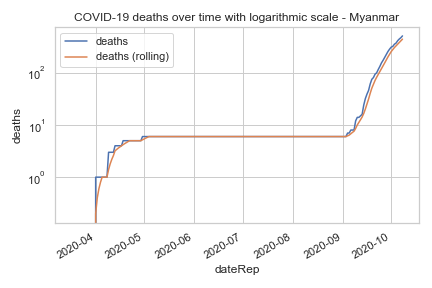 COVID-19 deaths over time with logarithmic scale - Myanmar
deaths
deaths (rolling)
10²
10¹
10⁰
deaths
2020-04
2020-05
2020-06
2020-07
2020-08
2020-09
2020-10
dateRep